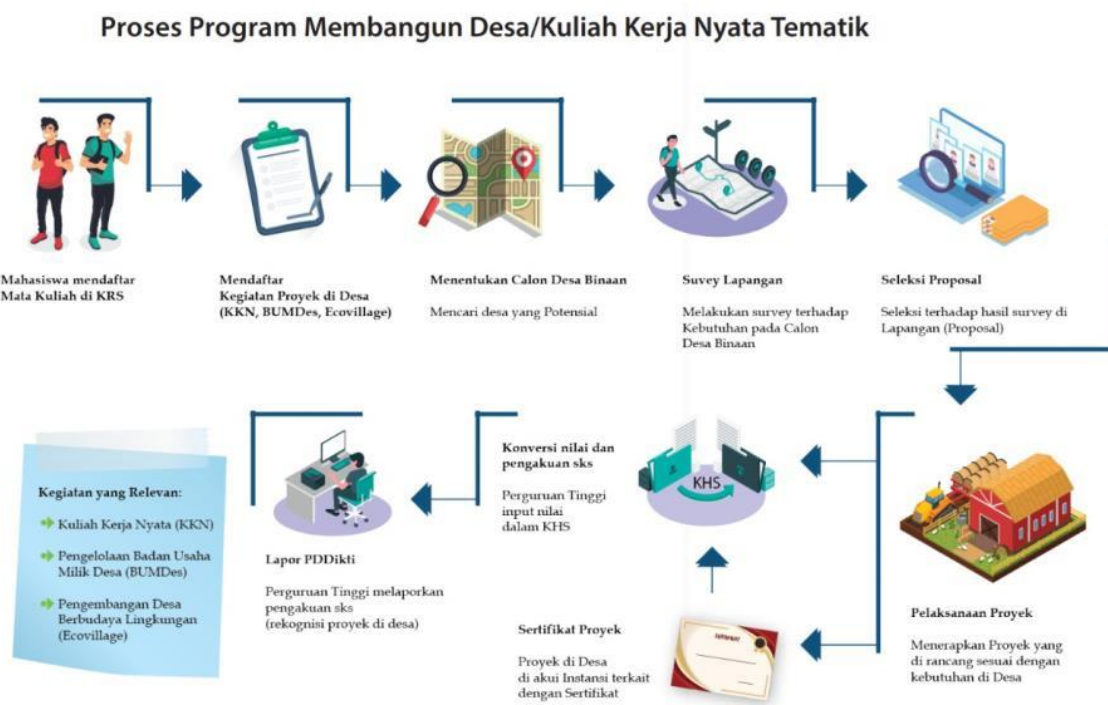 Proses Program Membangun Desa/Kuliah Kerja Nyata Tematik
Mahasiswa mendaftar
Mata Kuliah di KRS
Mendaftar
Kegiatan Proyek di Desa
(KKN, BUMDes, Ecovillage)
Menentukan Calon Desa Binaan
Mencari desa yang Potensial
Suvey Lapangan
Melakukan survey terhadap
Kebutuhan pada Calon
Desa Binaan
Seleksi Proposal
Seleksi terhadap hasil survey di
Lapangan (Proposal)
Kegiatan yang Relevan:
Kuliah Kerja Nyata (KKN)
Pengelolaan Badan Usaha
Milik Desa (BUMDes)
Pengembangan Desa
Berbudaya Lingkungan
(Ecovillage)
Lapor PDDikti
Perguruan Tinggi melaporkan
pengakuan sks
(rekognisi proyek di desa)
Konversi nilai dan
pengakuan sks
Perguruan Tinggi
input nilai
dalam KHS
KHS
Sertifikat Proyek
Proyek di Desa
di akui Instansi terkait
dengan Sertifikat
Pelaksanaan Proyek
Menerapkan Proyek yang
di rancang sesuai dengan
kebutuhan di Desa